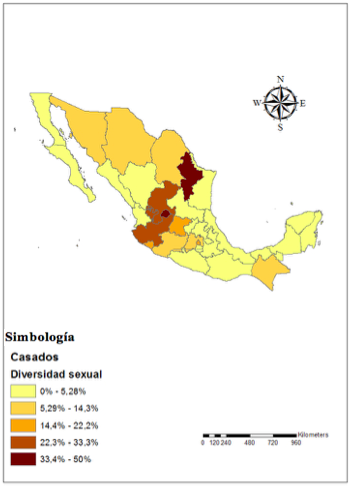 N
W E
S
Simbología
Casados
Diversidad sexual
0% - 5,28%
5,29% - 14,3%
14,4% - 22,2%
22,3% - 33,3%
33,4% - 50%
Kilometers
0 120 240 480 720 960